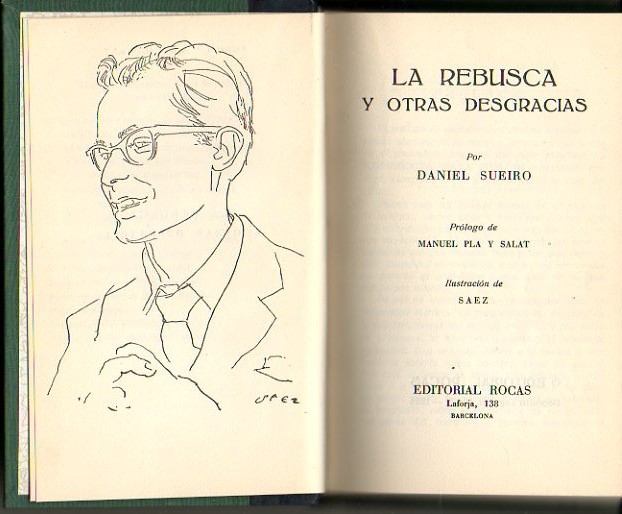 SAEZ
LA REBUSCA
Y OTRAS DESGRACIAS
Por
DANIEL SUEIRO
Prólogo de
MANUEL PLA Y SALAT
Ilustración de
SAEZ
EDITORIAL ROCAS
Laforja, 138
BARCELONA